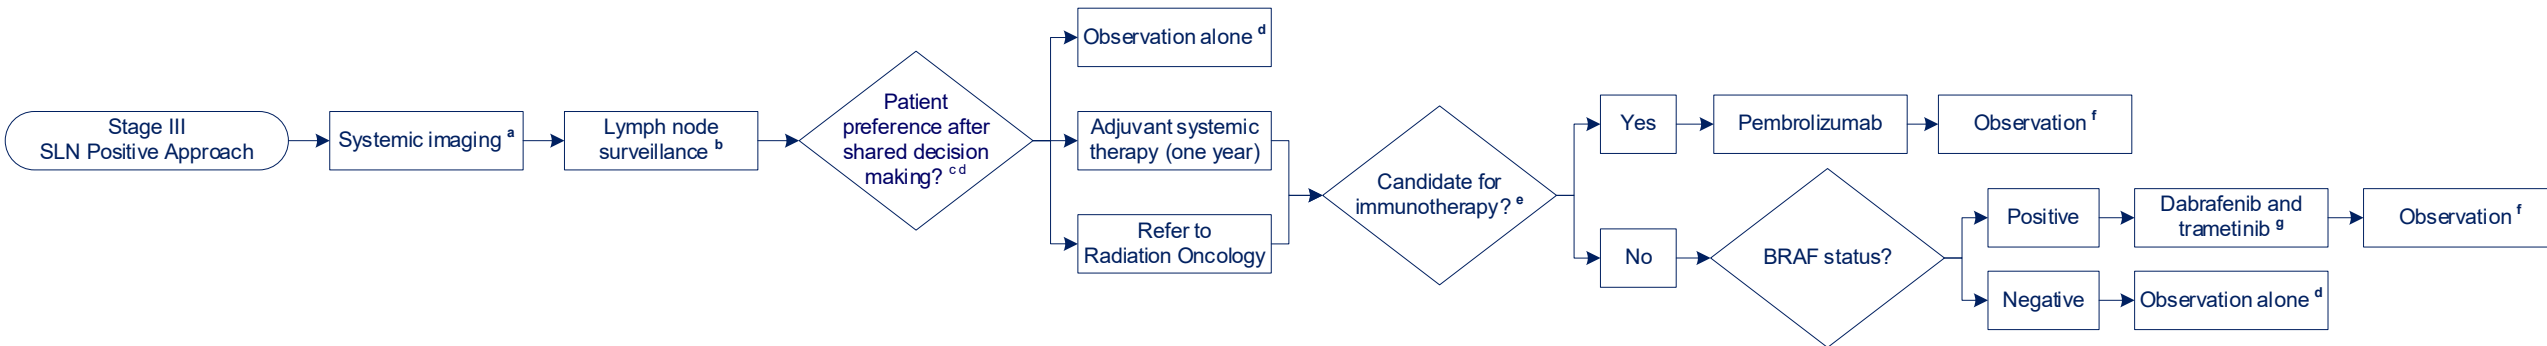 Stage III
SLN Positive Approach
Systemic imaging a
Lymph node
surveillance b
Patient
preference after
shared decision
making? c d
Observation alone d
Adjuvant systemic
therapy (one year)
Refer to
Radiation Oncology
Candidate for
immunotherapy? e
Yes
Pembrolizumab
Observation f
No
BRAF status?
Positive
Dabrafenib and
trametinib g
Observation f
Negative
Observation alone d